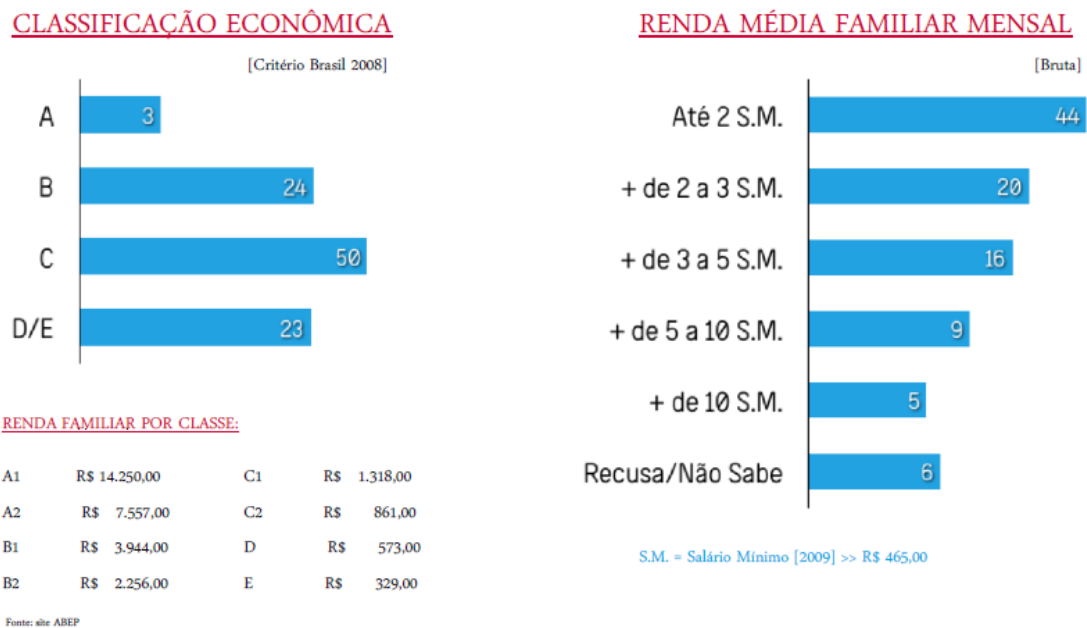 CLASSIFICAÇÃO ECONÔMICA
[Critério Brasil 2008]
A 3
B 24
C 50
D/E 23
RENDA FAMILIAR POR CLASSE:
A1 R$ 14.250,00 C1 R$ 1.318,00
A2 R$ 7.557,00 C2 R$ 861,00
B1 R$ 3.944,00 D R$ 573,00
B2 R$ 2.256,00 E R$ 329,00
Fonte: site ABEP
RENDA MÉDIA FAMILIAR MENSAL
[Bruta]
Até 2 S.M. 44
+ de 2 a 3 S.M. 20
+ de 3 a 5 S.M. 16
+ de 5 a 10 S.M. 9
+ de 10 S.M. 5
Recusa/Não Sabe 6
S.M. = Salário Mínimo [2009] >> R$ 465,00